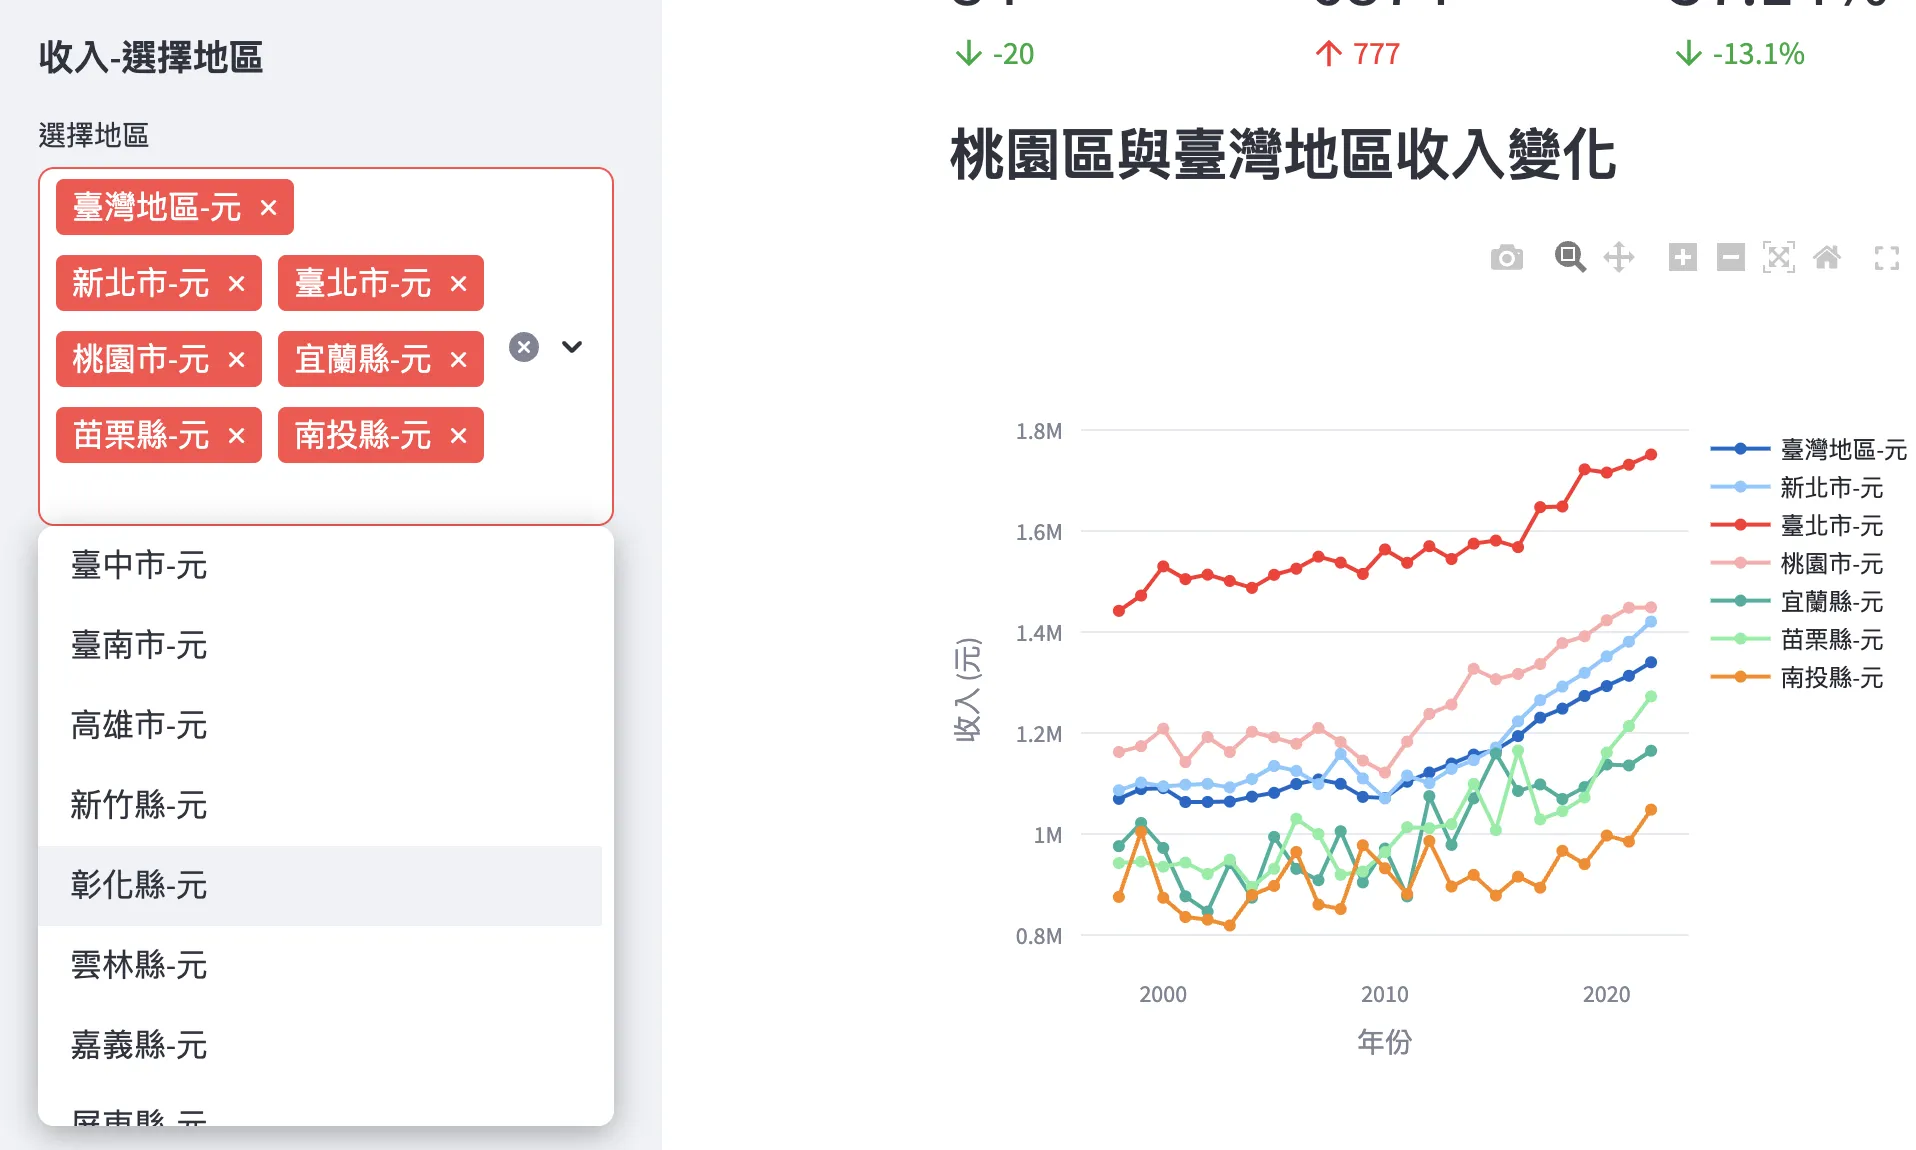 收入-選擇地區
選擇地區
臺灣地區-元
新北市-元 臺北市-元
桃園市-元 宜蘭縣-元
苗栗縣-元 南投縣-元
臺中市-元
臺南市-元
高雄市-元
新竹縣-元
彰化縣-元
雲林縣-元
嘉義縣-元
屏東縣-元
-20
777
-13.1%
桃園區與臺灣地區收入變化
1.8M
1.6M
1.4M
1.2M
1M
0.8M
收入 (元)
2000 2010 2020
年份
臺灣地區-元
新北市-元
臺北市-元
桃園市-元
宜蘭縣-元
苗栗縣-元
南投縣-元